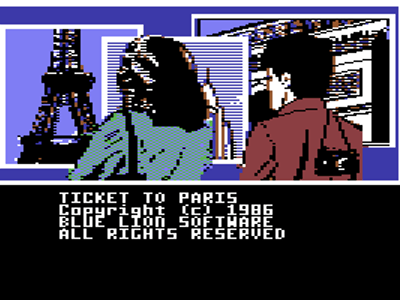 TICKET TO PARIS
Copyright (c) 1986
BLUE LION SOFTWARE
ALL RIGHTS RESERVED